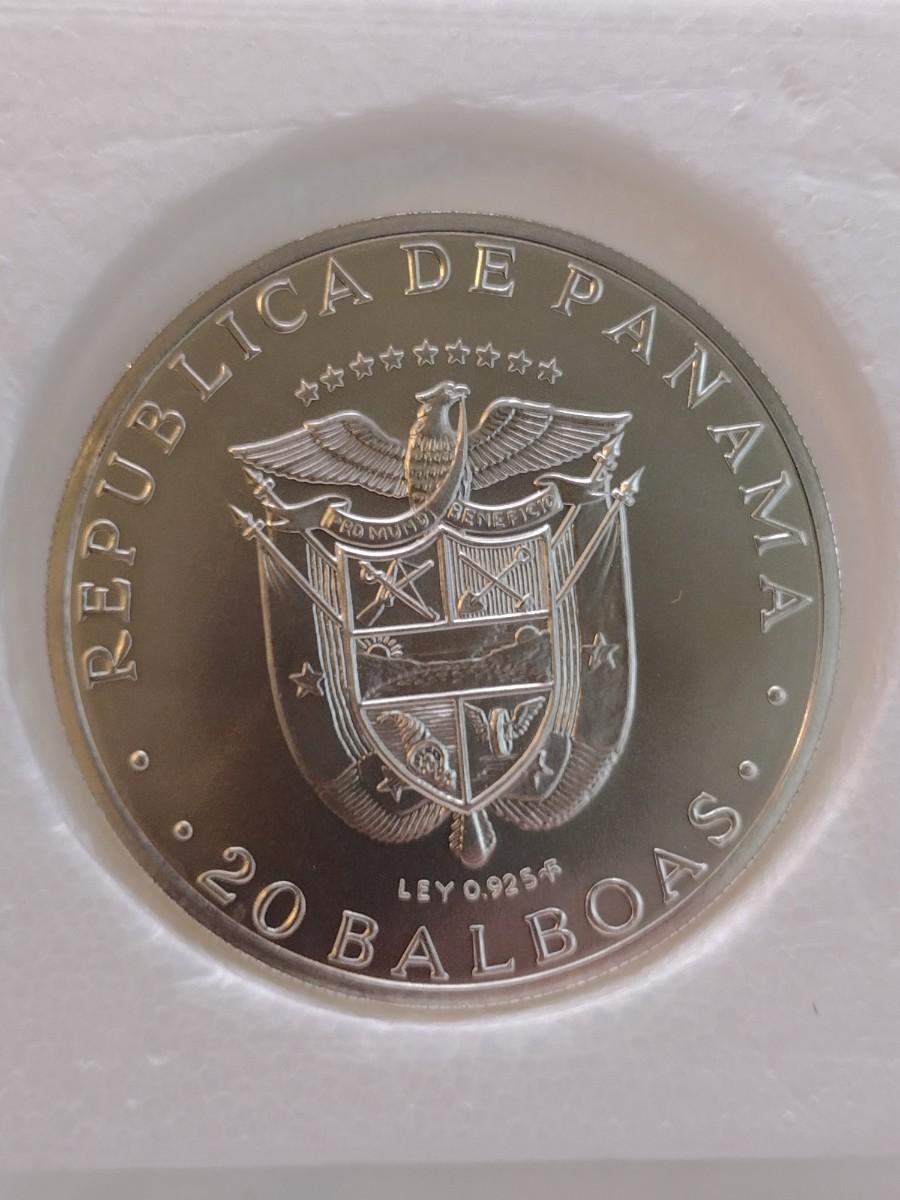 REPUBLICA DE PANAMA
PRO MUNDI BENEFICIO
LEY 0.925
20 BALBOAS